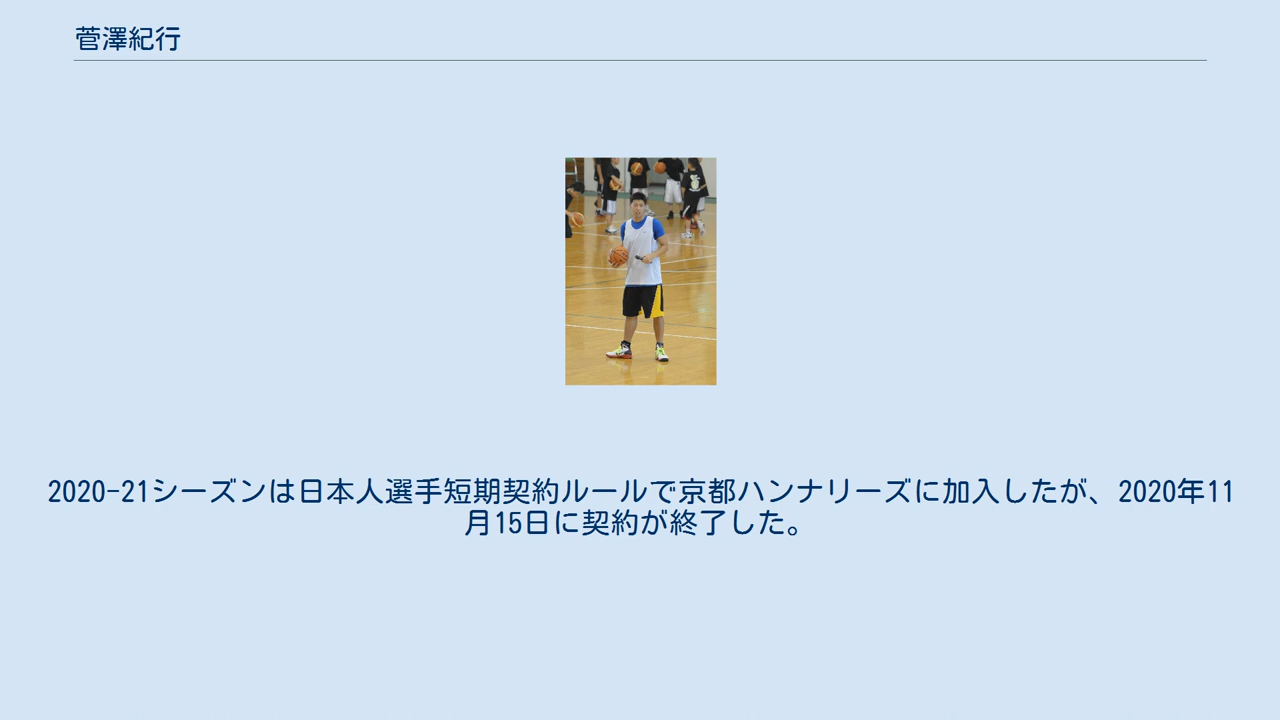 菅澤紀行
2020-21シーズンは日本人選手短期契約ルールで京都ハンナリーズに加入したが、2020年11
月15日に契約が終了した。